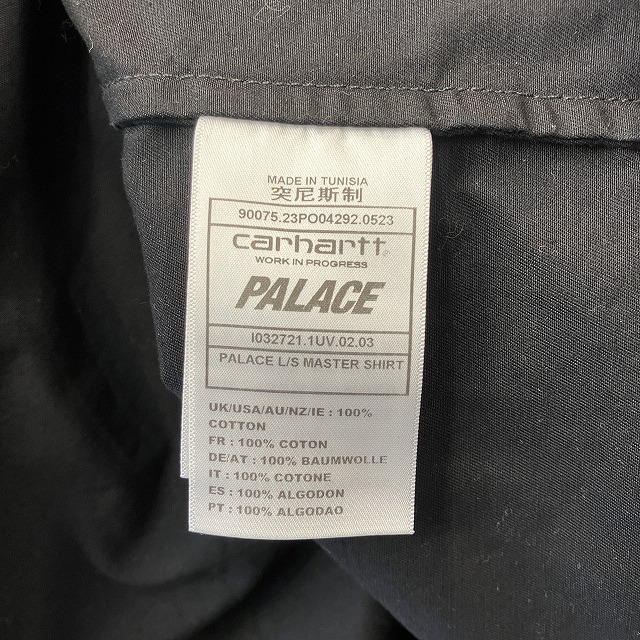 MADE IN TUNISIA
突尼斯制
90075.23PO04292.0523
carhartt
WORK IN PROGRESS
PALACE
I032721.1UV.02.03
PALACE L/S MASTER SHIRT
UK/USA/AU/NZ/IE : 100%
COTTON
FR : 100% COTON
DE/AT : 100% BAUMWOLLE
IT : 100% COTONE
ES : 100% ALGODON
PT : 100% ALGODAO